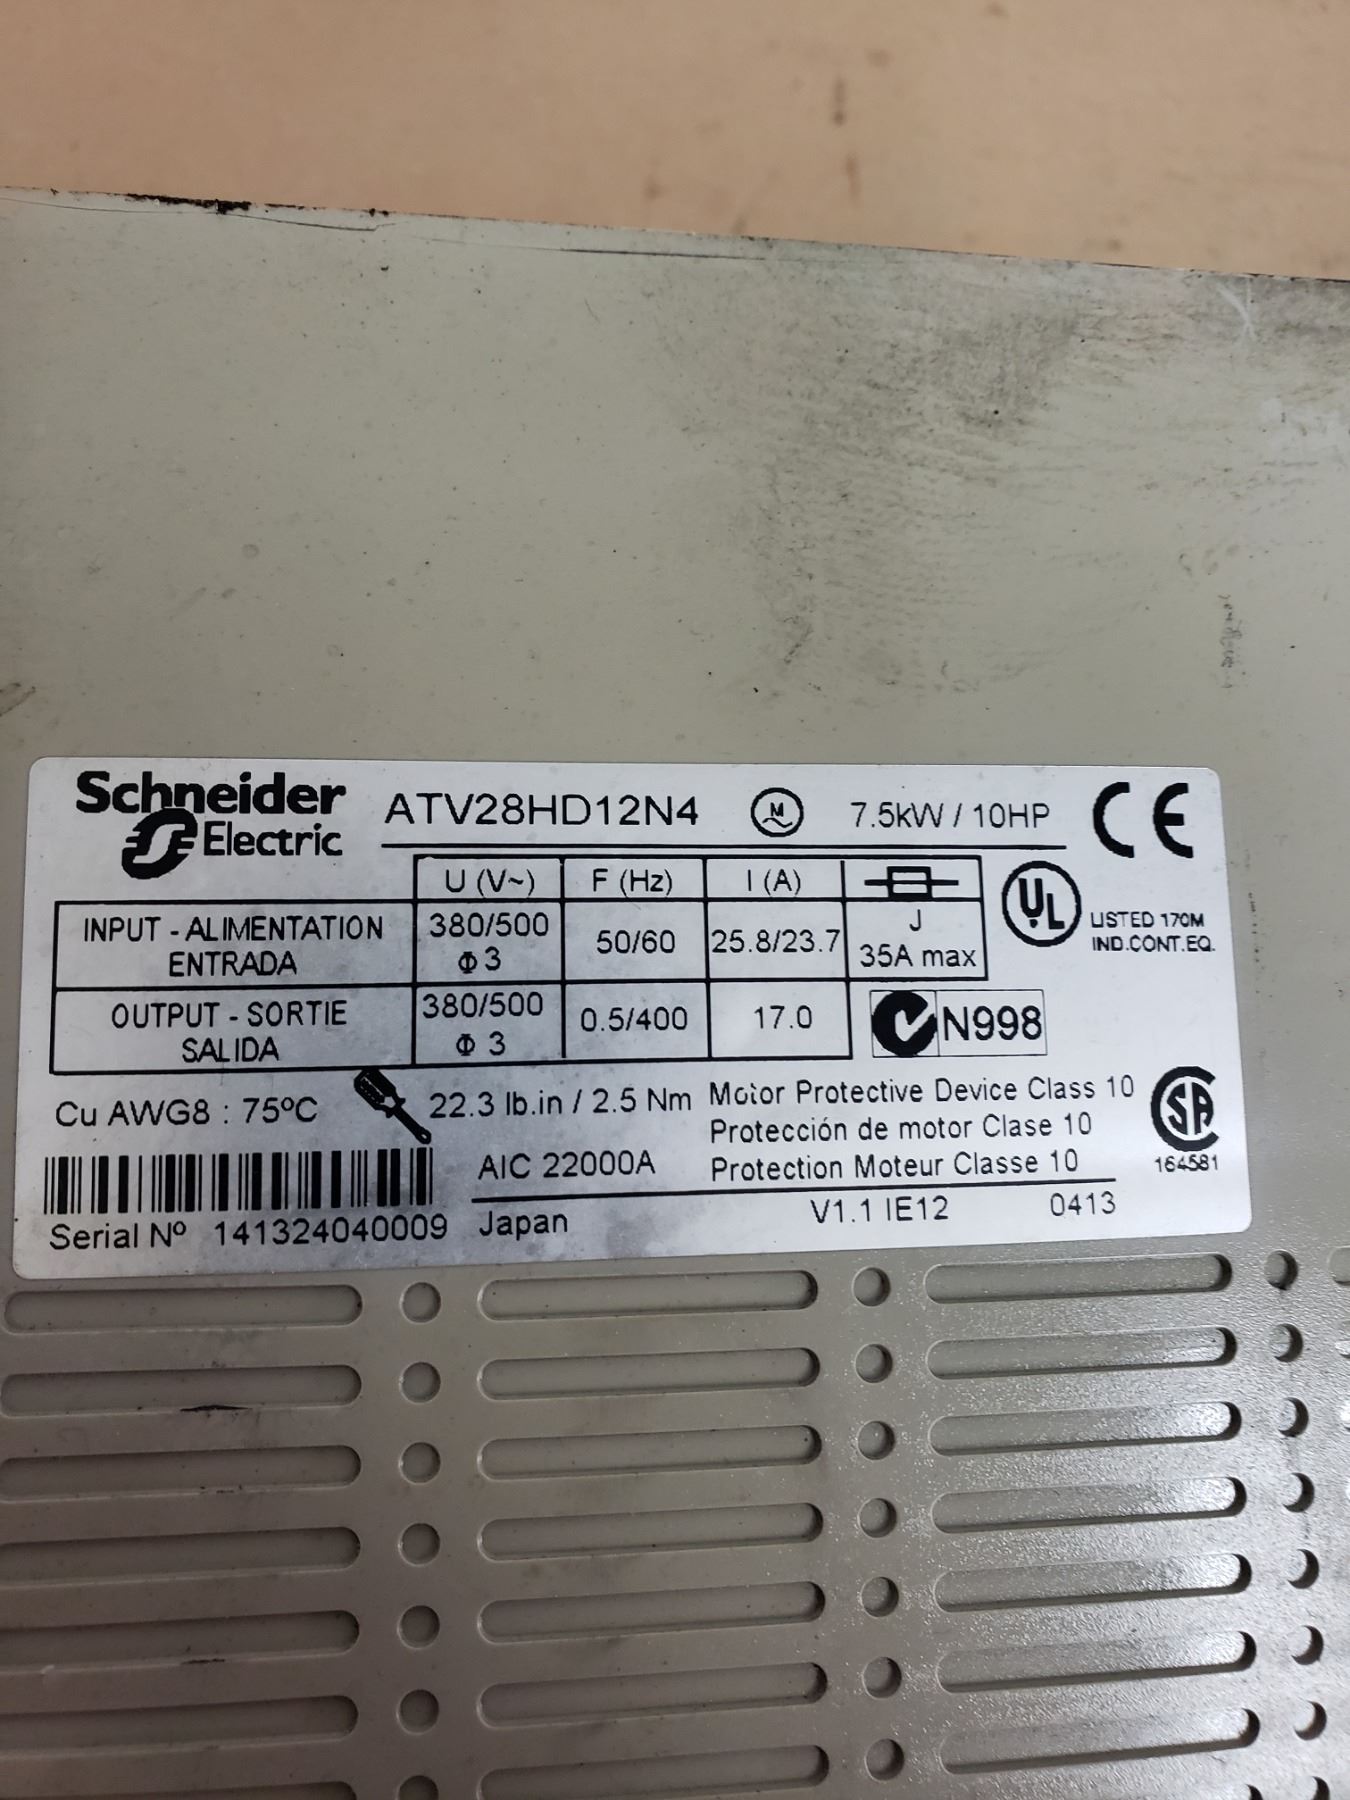 Schneider Electric ATV28HD12N4 M 7.5kW / 10HP CE
U (V~) F (Hz) I (A)
INPUT - ALIMENTATION ENTRADA 380/500 Φ 3 50/60 25.8/23.7 J 35A max
UL LISTED 170M
IND.CONT.EQ.
OUTPUT - SORTIE SALIDA 380/500 Φ 3 0.5/400 17.0 N998
Cu AWG8 : 75ºC 22.3 lb.in / 2.5 Nm Motor Protective Device Class 10
Protección de motor Clase 10
AIC 22000A Protection Moteur Classe 10
SA 164581
Serial Nº 141324040009 Japan V1.1 IE12 0413